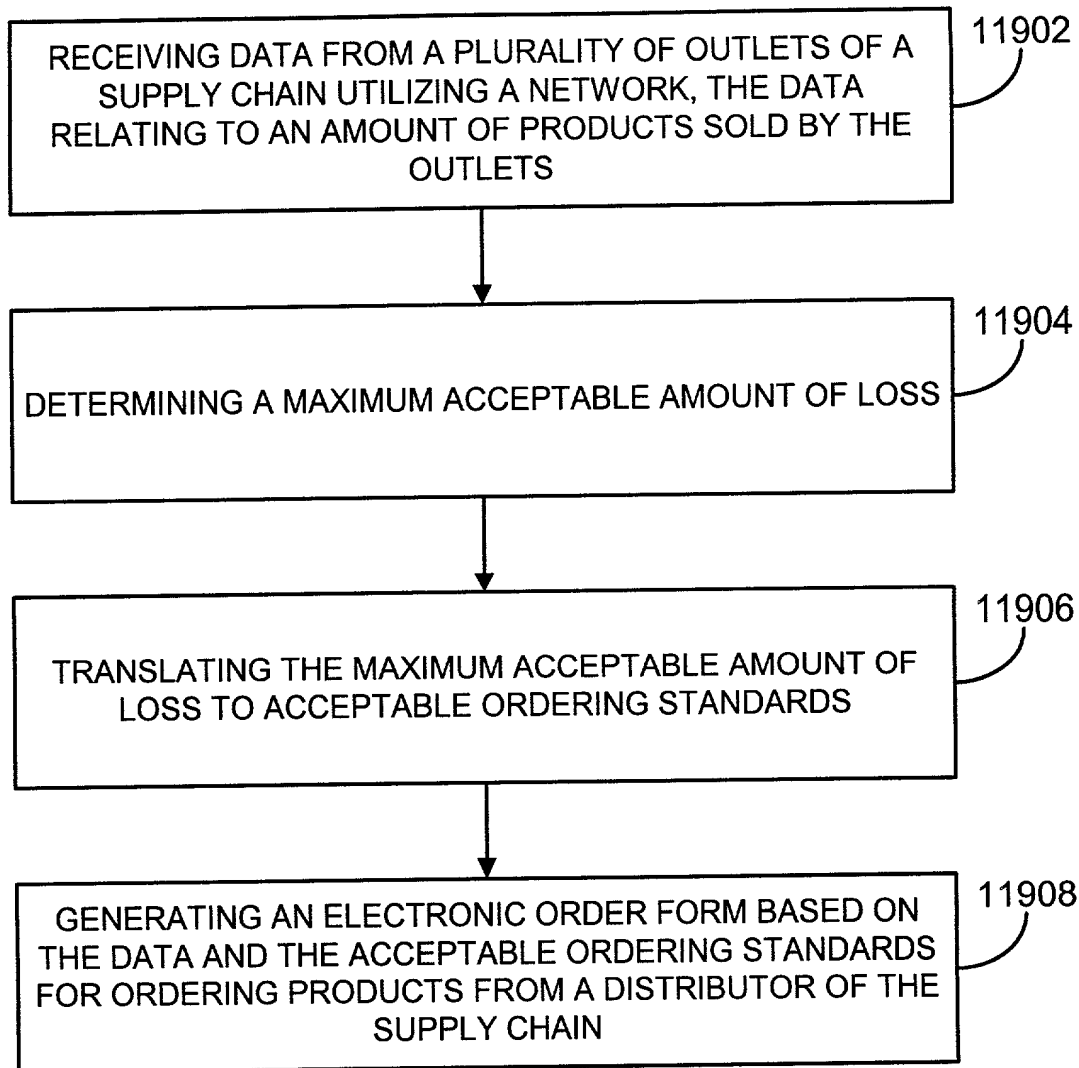 11902
RECEIVING DATA FROM A PLURALITY OF OUTLETS OF A
SUPPLY CHAIN UTILIZING A NETWORK, THE DATA
RELATING TO AN AMOUNT OF PRODUCTS SOLD BY THE
OUTLETS
11904
DETERMINING A MAXIMUM ACCEPTABLE AMOUNT OF LOSS
11906
TRANSLATING THE MAXIMUM ACCEPTABLE AMOUNT OF
LOSS TO ACCEPTABLE ORDERING STANDARDS
11908
GENERATING AN ELECTRONIC ORDER FORM BASED ON
THE DATA AND THE ACCEPTABLE ORDERING STANDARDS
FOR ORDERING PRODUCTS FROM A DISTRIBUTOR OF THE
SUPPLY CHAIN